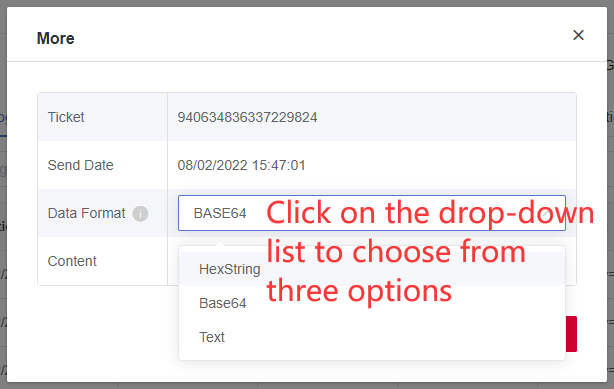 More
Ticket 940634836337229824
Send Date 08/02/2022 15:47:01
Data Format BASE64
Content
HexString
Base64
Text
Click on the drop-down
list to choose from
three options